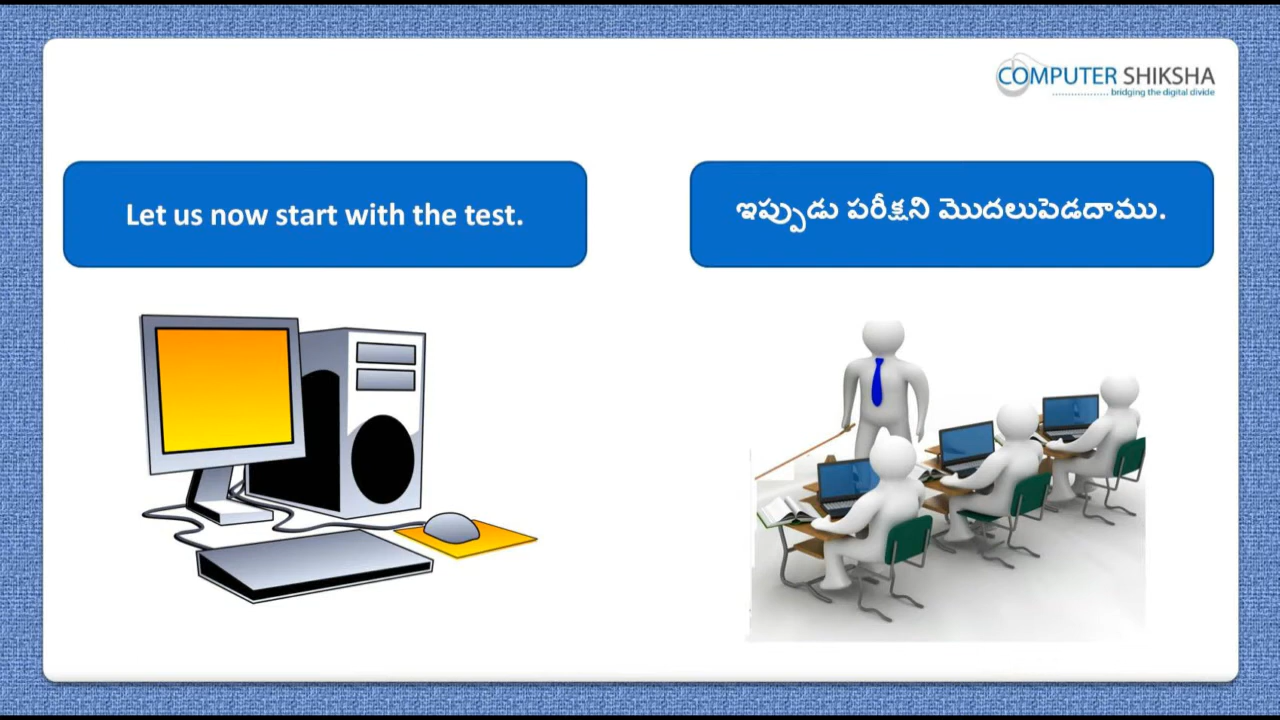 COMPUTER SHIKSHA
bridging the digital divide
Let us now start with the test.
ఇప్పుడు పరీక్షని మొదలుపెడదాము.